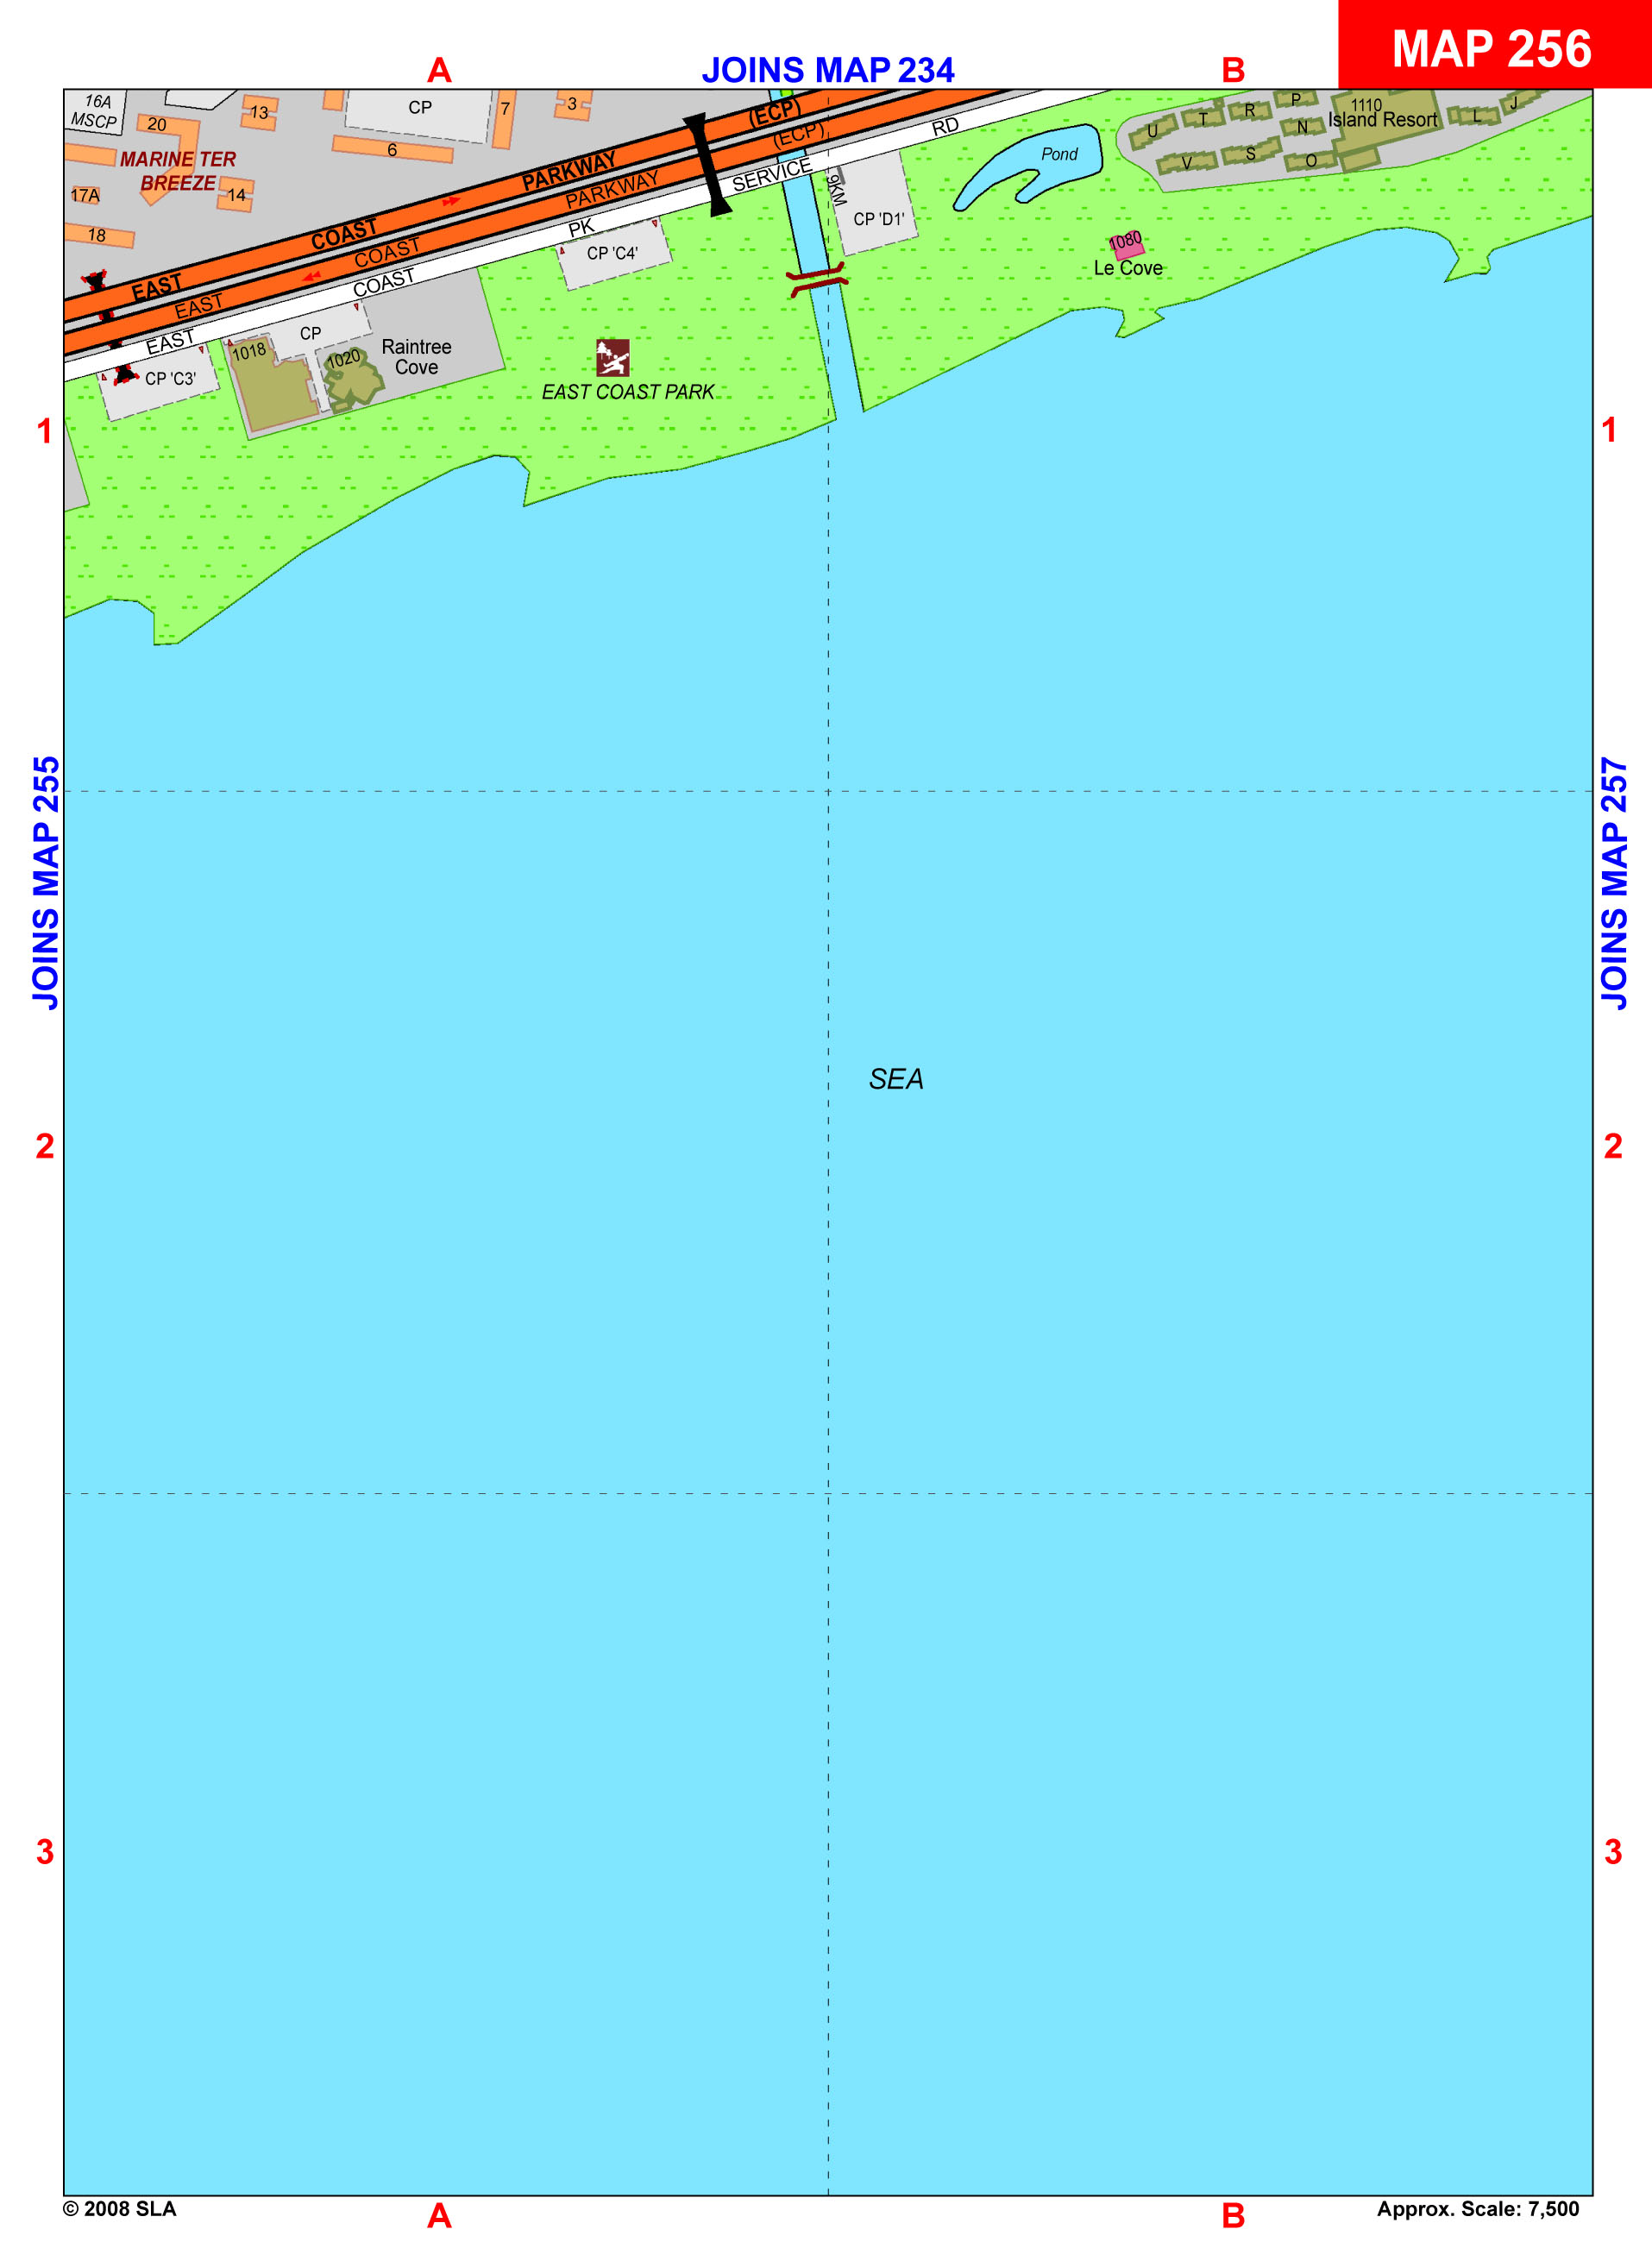 MAP 256
A
JOINS MAP 234
B
16A
MSCP
20
13
CP
7
3
6
MARINE TER
BREEZE
17A
14
18
EAST COAST PARKWAY (ECP)
EAST COAST PARKWAY (ECP)
EAST COAST PK SERVICE RD
CP 'C3'
1018
CP
1020
Raintree
Cove
CP 'C4'
9KM
CP 'D1'
Pond
1080
Le Cove
U
T
R
P
N
V
S
O
1110
Island Resort
L
J
EAST COAST PARK
1
1
JOINS MAP 255
JOINS MAP 257
SEA
2
2
3
3
© 2008 SLA
A
B
Approx. Scale: 7,500